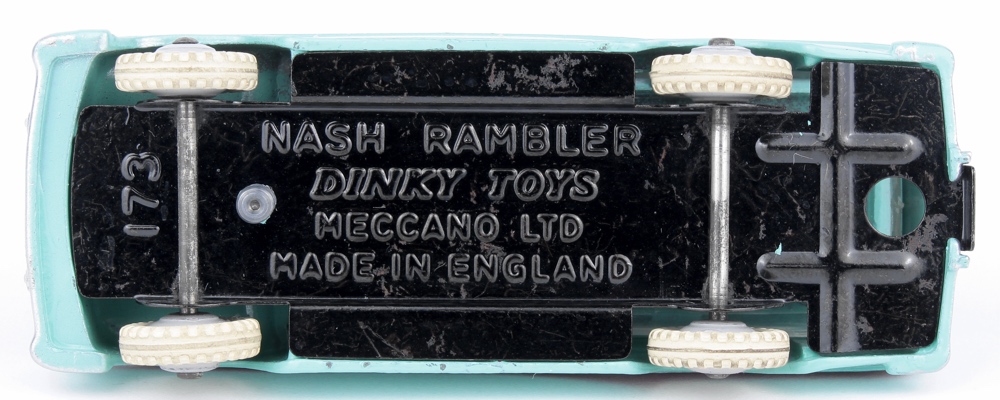 NASH RAMBLER
DINKY TOYS
MECCANO LTD
MADE IN ENGLAND
173